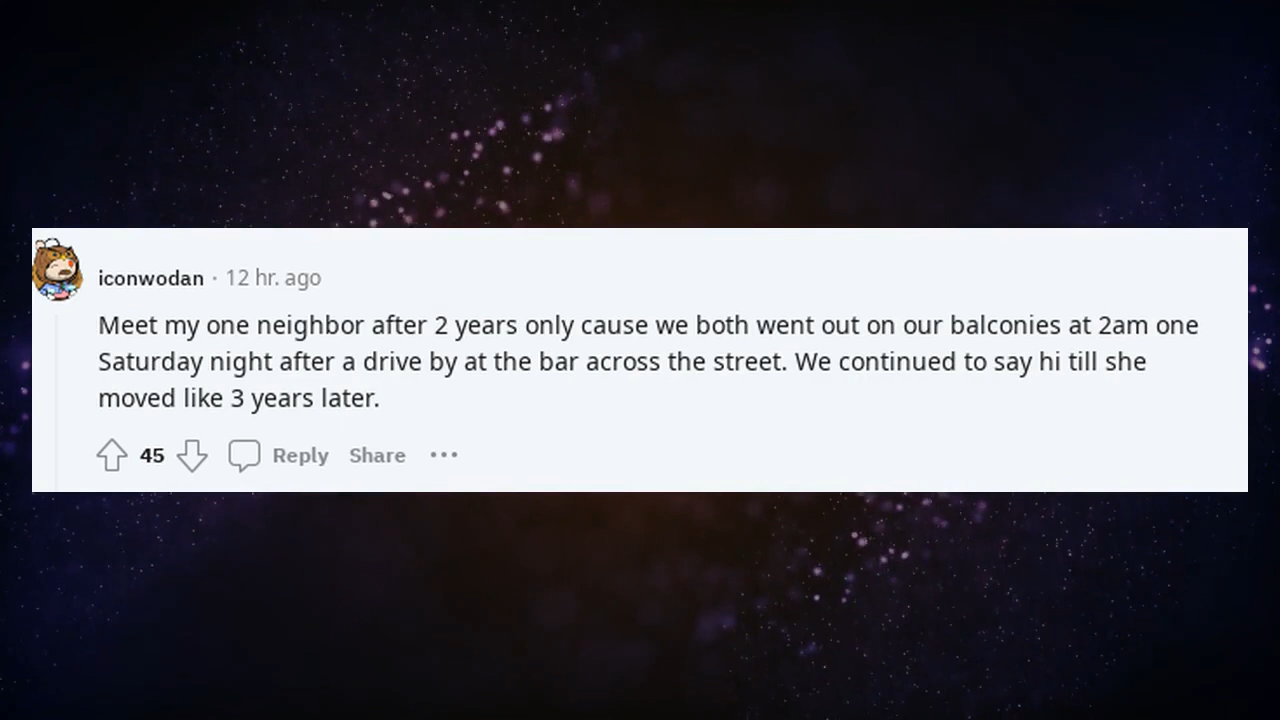 iconwodan · 12 hr. ago
Meet my one neighbor after 2 years only cause we both went out on our balconies at 2am one
Saturday night after a drive by at the bar across the street. We continued to say hi till she
moved like 3 years later.
45 Reply Share ···